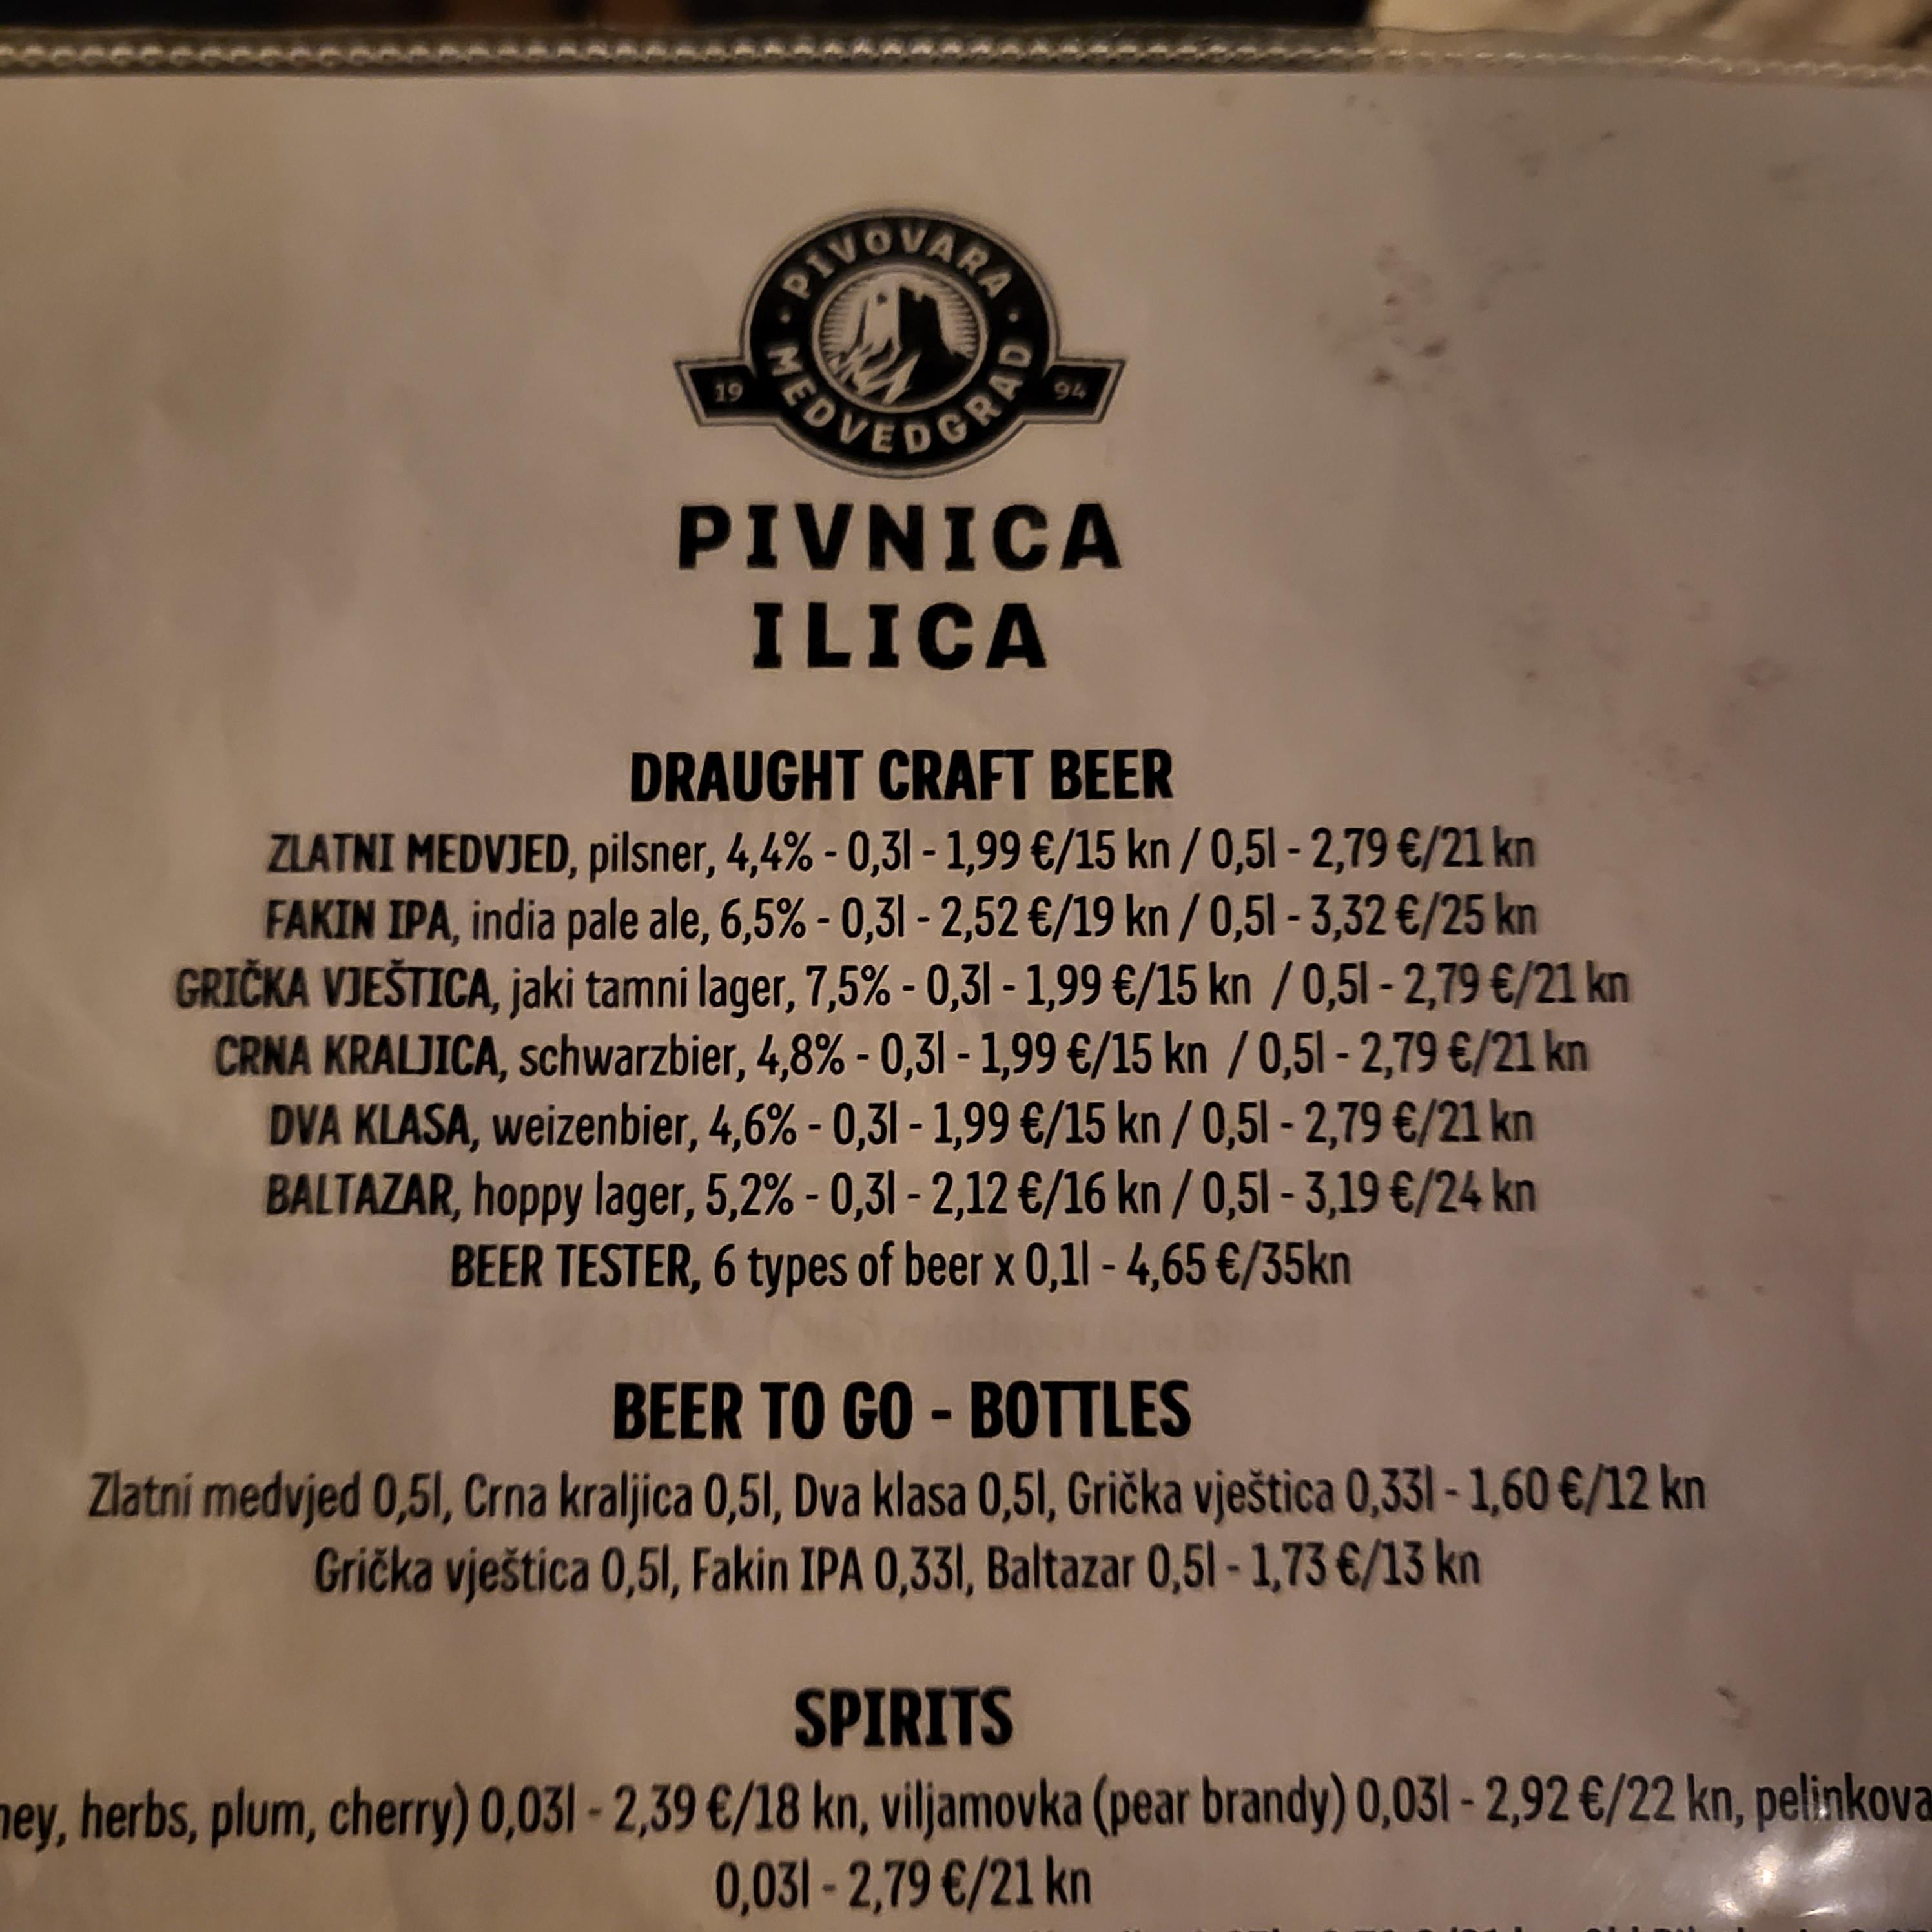 PIVOVARA
19 94
MEDVEDGRAD
PIVNICA
ILICA
DRAUGHT CRAFT BEER
ZLATNI MEDVJED, pilsner, 4,4% - 0,3l - 1,99 €/15 kn / 0,5l - 2,79 €/21 kn
FAKIN IPA, india pale ale, 6,5% - 0,3l - 2,52 €/19 kn / 0,5l - 3,32 €/25 kn
GRIČKA VJEŠTICA, jaki tamni lager, 7,5% - 0,3l - 1,99 €/15 kn / 0,5l - 2,79 €/21 kn
CRNA KRALJICA, schwarzbier, 4,8% - 0,3l - 1,99 €/15 kn / 0,5l - 2,79 €/21 kn
DVA KLASA, weizenbier, 4,6% - 0,3l - 1,99 €/15 kn / 0,5l - 2,79 €/21 kn
BALTAZAR, hoppy lager, 5,2% - 0,3l - 2,12 €/16 kn / 0,5l - 3,19 €/24 kn
BEER TESTER, 6 types of beer x 0,1l - 4,65 €/35kn
BEER TO GO - BOTTLES
Zlatni medvjed 0,5l, Crna kraljica 0,5l, Dva klasa 0,5l, Grička vještica 0,33l - 1,60 €/12 kn
Grička vještica 0,5l, Fakin IPA 0,33l, Baltazar 0,5l - 1,73 €/13 kn
SPIRITS
ney, herbs, plum, cherry) 0,03l - 2,39 €/18 kn, viljamovka (pear brandy) 0,03l - 2,92 €/22 kn, pelinkova
0,03l - 2,79 €/21 kn